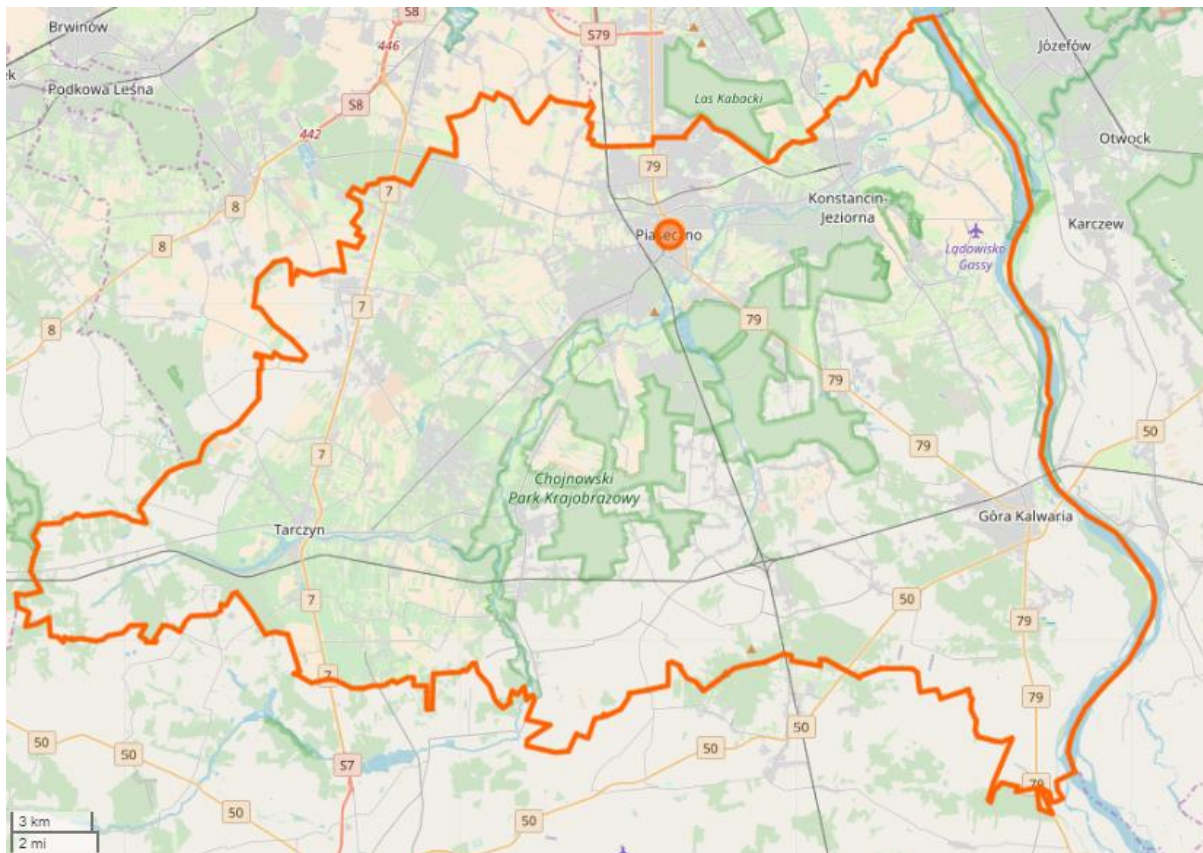 S8
S79
Brwinów
446
Józefów
Podkowa Leśna
S8
Las Kabacki
442
Otwock
79
7
Konstancin-
Jeziorna
8
Karczew
Piaseczno
8
Lądowisko
Gassy
7
79
8
79
50
79
7
Chojnowski
Park Krajobrazowy
Góra Kalwaria
Tarczyn
7
50
79
7
79
50
50
50
50
S7
79
50
50
3 km
2 mi